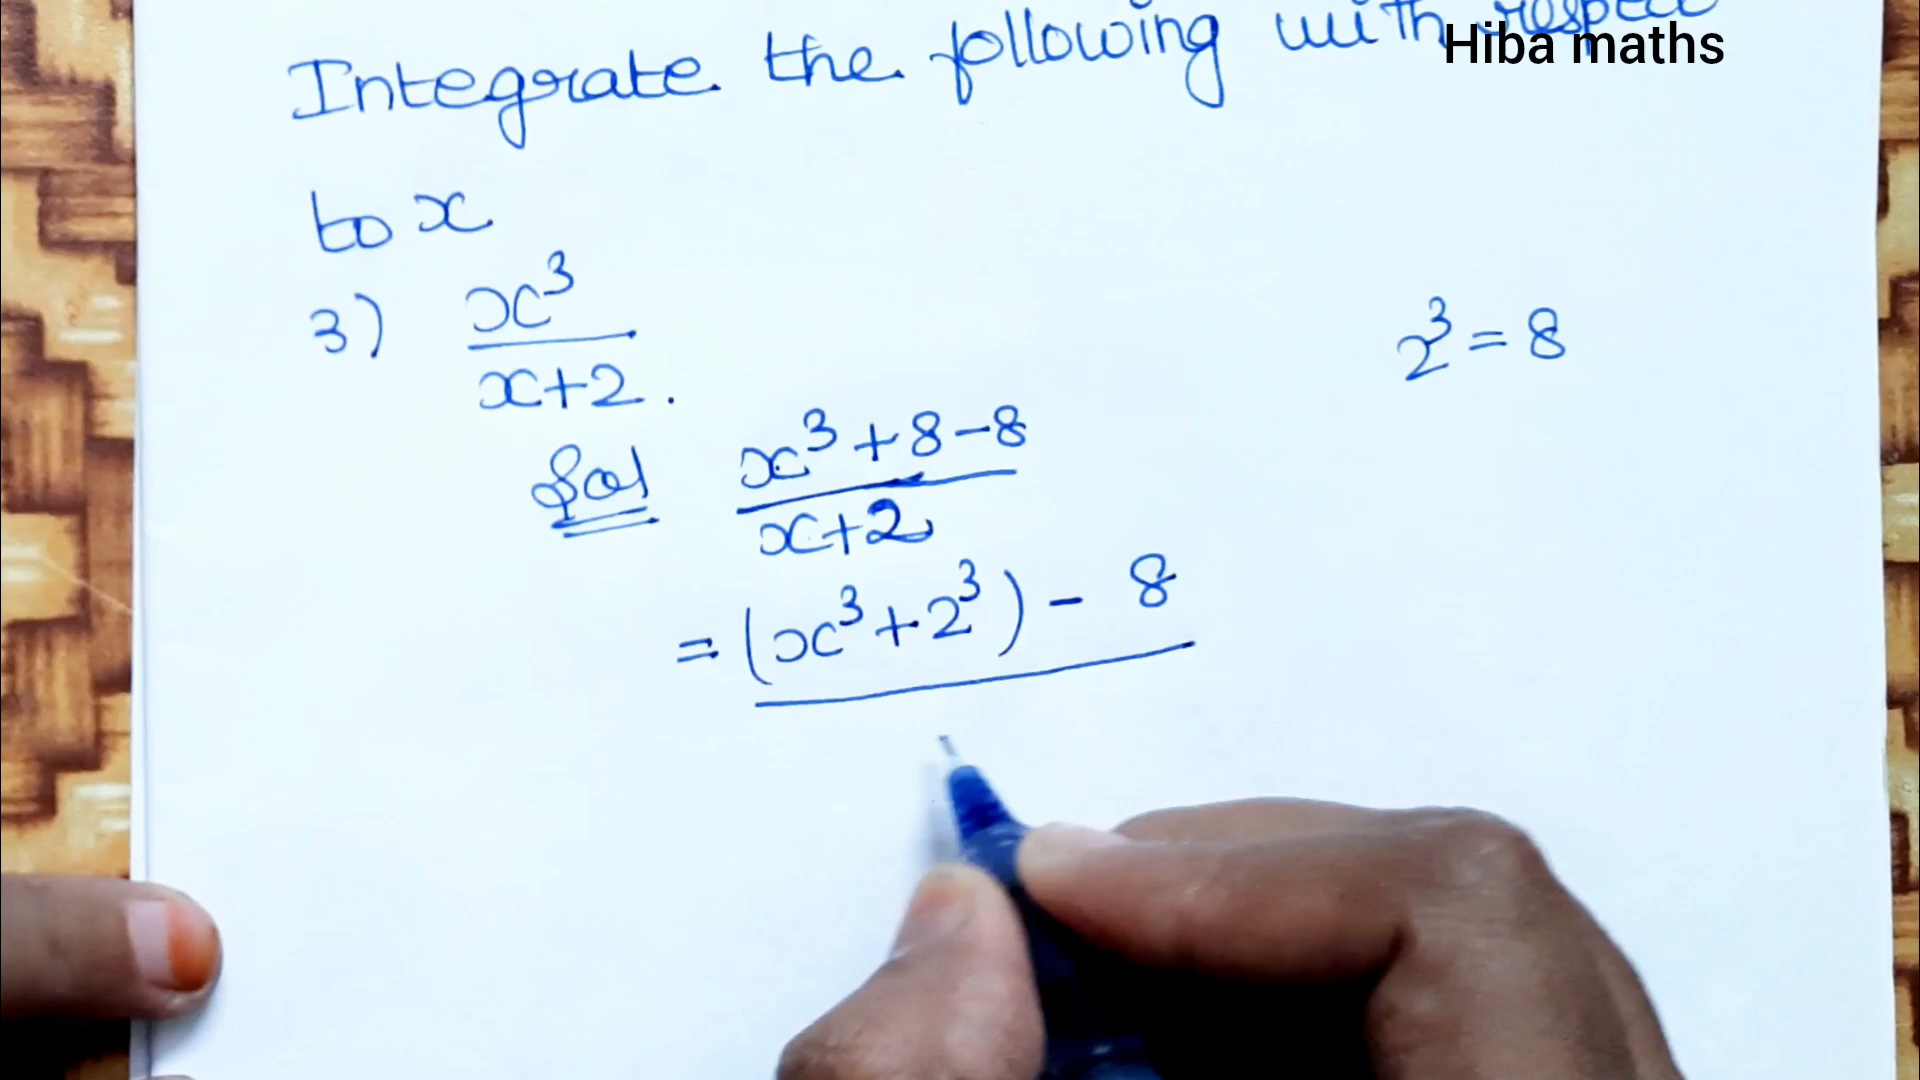 Integrate the following with respect
Hiba maths
to x
3) x³
x+2.
2³ = 8
Sol x³+8-8
x+2
= (x³+2³) - 8